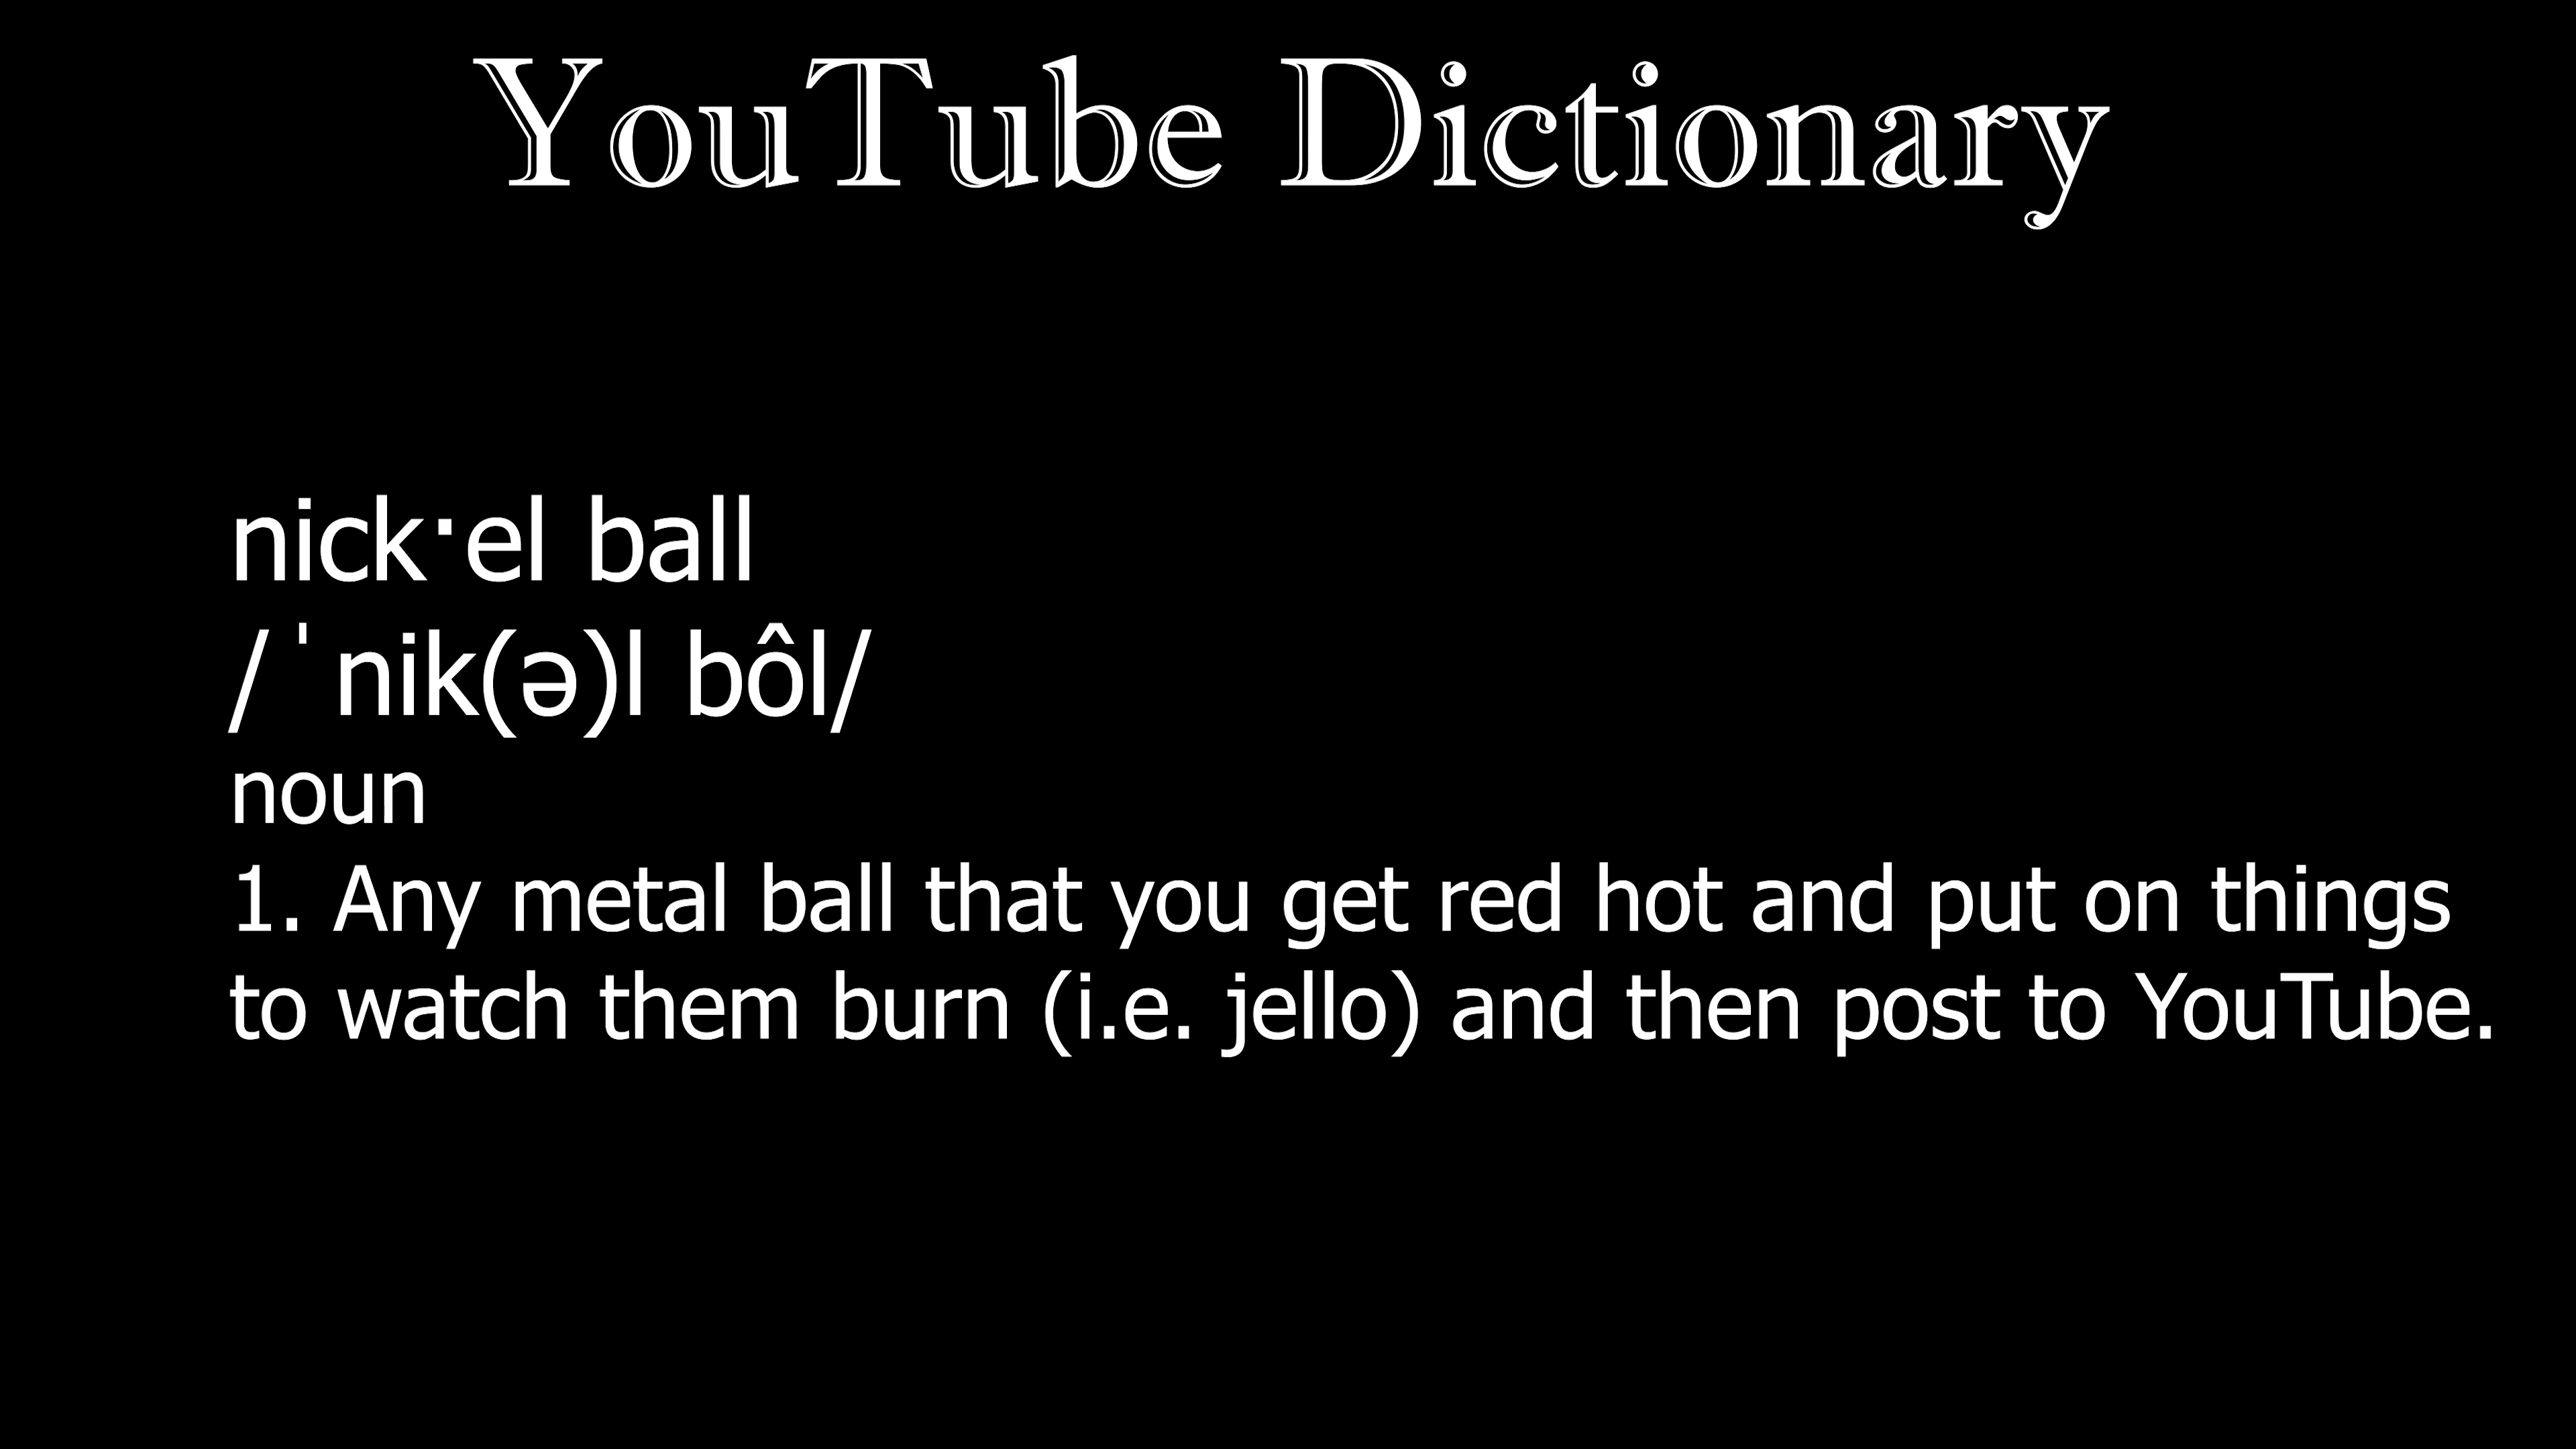 YouTube Dictionary
nick·el ball
/ˈnik(ə)l bôl/
noun
1. Any metal ball that you get red hot and put on things
to watch them burn (i.e. jello) and then post to YouTube.